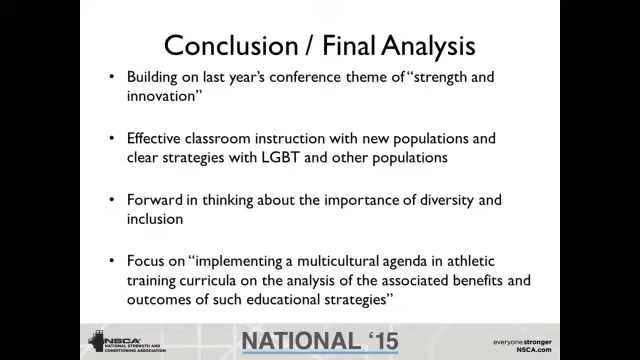 Conclusion / Final Analysis
• Building on last year's conference theme of "strength and
innovation"
• Effective classroom instruction with new populations and
clear strategies with LGBT and other populations
• Forward in thinking about the importance of diversity and
inclusion
• Focus on "implementing a multicultural agenda in athletic
training curricula on the analysis of the associated benefits and
outcomes of such educational strategies"
NSCA
NATIONAL STRENGTH AND
CONDITIONING ASSOCIATION
NATIONAL '15
everyone stronger
NSCA.com